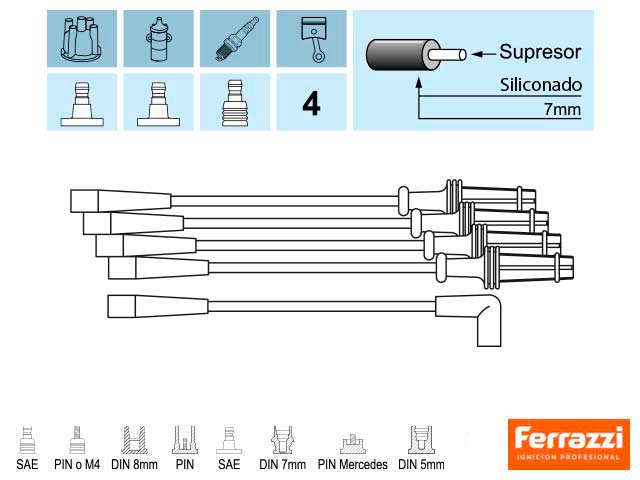 Supresor
Siliconado
7mm
4
SAE PIN o M4 DIN 8mm PIN SAE DIN 7mm PIN Mercedes DIN 5mm
Ferrazzi
IGNICION PROFESIONAL